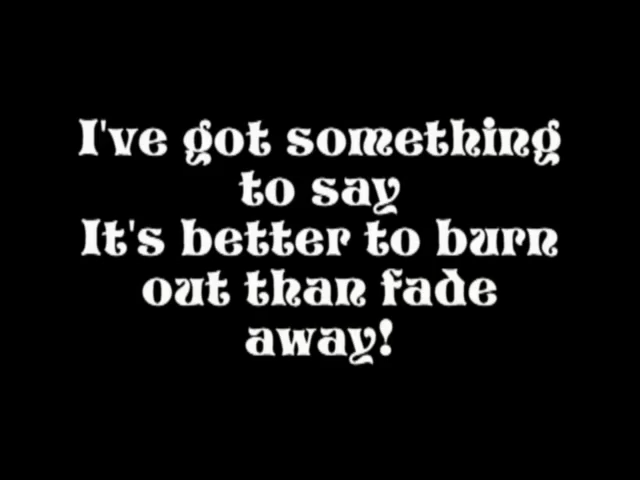 I've got something
to say
It's better to burn
out than fade
away!